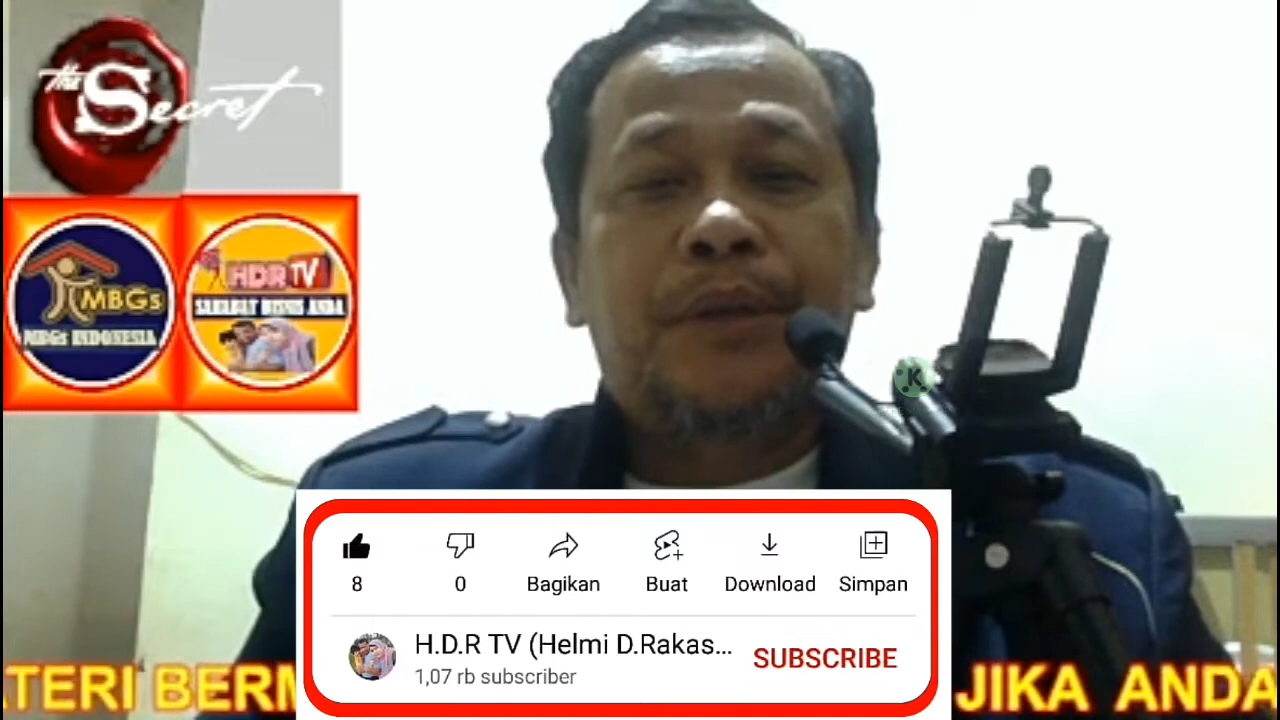 the Secret
MBGs
MBGs INDONESIA
HDR TV
SAHABAT BISNIS ANDA
K
8
0
Bagikan
Buat
Download
Simpan
H.D.R TV (Helmi D.Rakas...
SUBSCRIBE
1,07 rb subscriber
ATERI BERM
JIKA ANDA